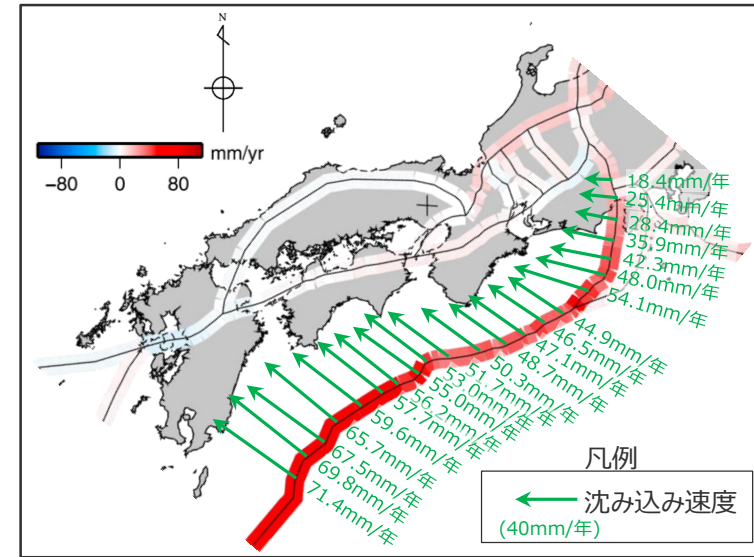 N
mm/yr
−80 0 80
18.4mm/年
25.4mm/年
28.4mm/年
35.9mm/年
42.3mm/年
48.0mm/年
54.1mm/年
44.9mm/年
46.5mm/年
47.1mm/年
48.7mm/年
50.3mm/年
51.7mm/年
53.0mm/年
55.0mm/年
56.2mm/年
57.7mm/年
59.6mm/年
65.7mm/年
67.5mm/年
69.8mm/年
71.4mm/年
凡例
沈み込み速度
(40mm/年)